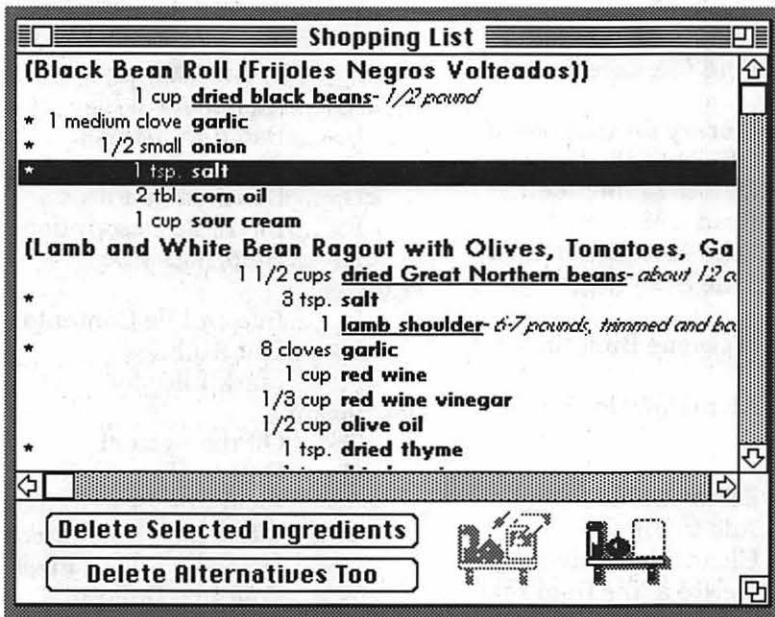 Shopping List
(Black Bean Roll (Frijoles Negros Volteados))
1 cup dried black beans- 1/2 pound
* 1 medium clove garlic
* 1/2 small onion
* 1 tsp. salt
2 tbl. corn oil
1 cup sour cream
(Lamb and White Bean Ragout with Olives, Tomatoes, Ga
1 1/2 cups dried Great Northern beans- about 12
* 3 tsp. salt
1 lamb shoulder- 6-7 pounds, trimmed and
* 8 cloves garlic
1 cup red wine
1/3 cup red wine vinegar
1/2 cup olive oil
* 1 tsp. dried thyme
Delete Selected Ingredients
Delete Alternatives Too